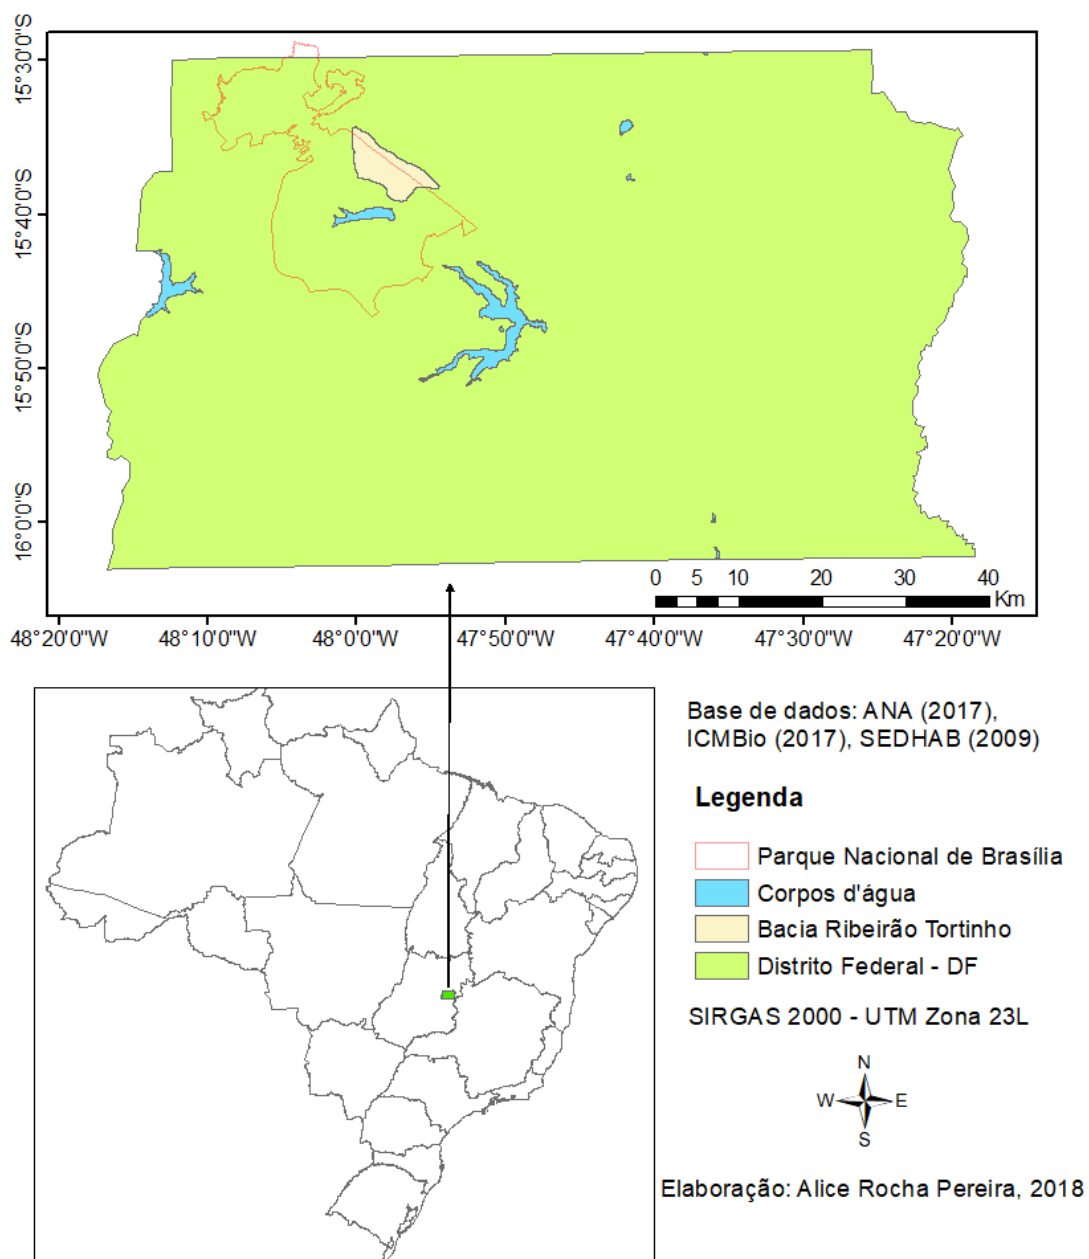 15°30'0"S
15°40'0"S
15°50'0"S
16°0'0"S
0 5 10 20 30 40
Km
48°20'0"W 48°10'0"W 48°0'0"W 47°50'0"W 47°40'0"W 47°30'0"W 47°20'0"W
Base de dados: ANA (2017),
ICMBio (2017), SEDHAB (2009)
Legenda
Parque Nacional de Brasília
Corpos d'água
Bacia Ribeirão Tortinho
Distrito Federal - DF
SIRGAS 2000 - UTM Zona 23L
N
W E
S
Elaboração: Alice Rocha Pereira, 2018